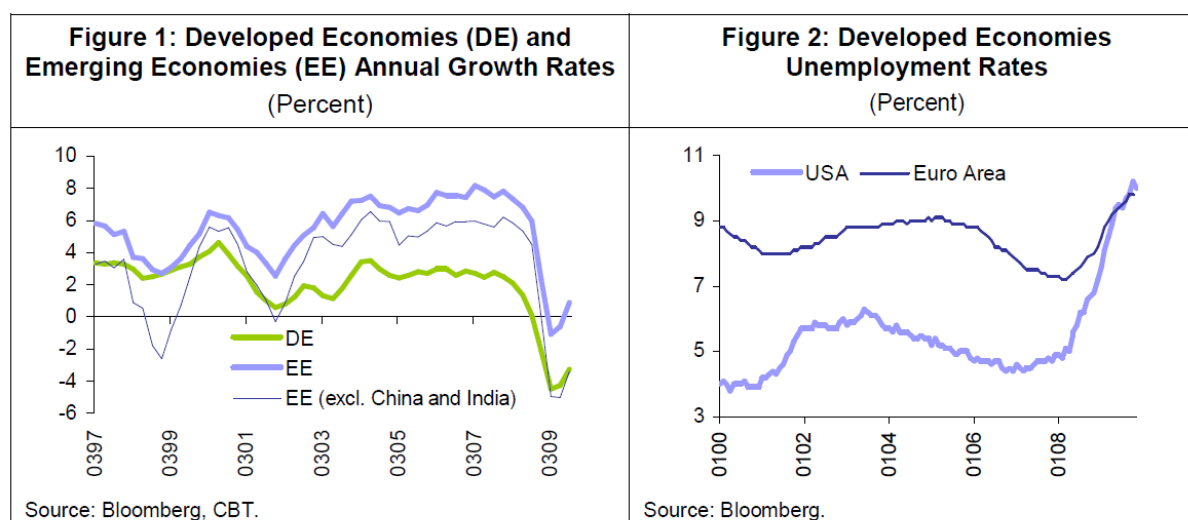 Figure 1: Developed Economies (DE) and
Emerging Economies (EE) Annual Growth Rates
(Percent)
10
8
6
4
2
0
-2
-4
-6
DE
EE
EE (excl. China and India)
0397
0399
0301
0303
0305
0307
0309
Source: Bloomberg, CBT.
Figure 2: Developed Economies
Unemployment Rates
(Percent)
11
9
7
5
3
USA
Euro Area
0100
0102
0104
0106
0108
Source: Bloomberg.